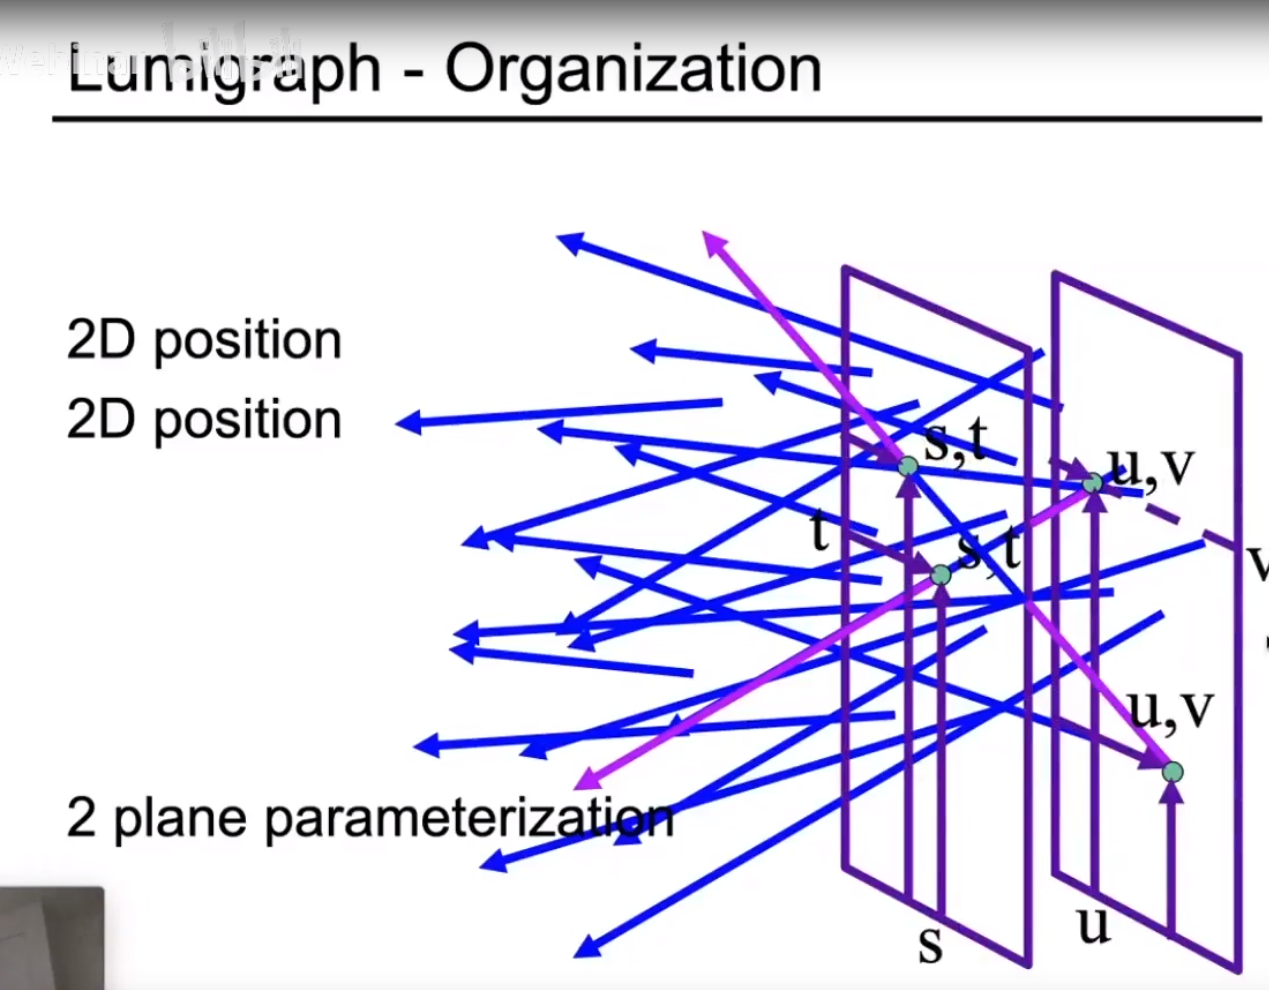 Lumigraph - Organization
2D position
2D position
s,t
u,v
t
s,t
v
u,v
2 plane parameterization
u
s